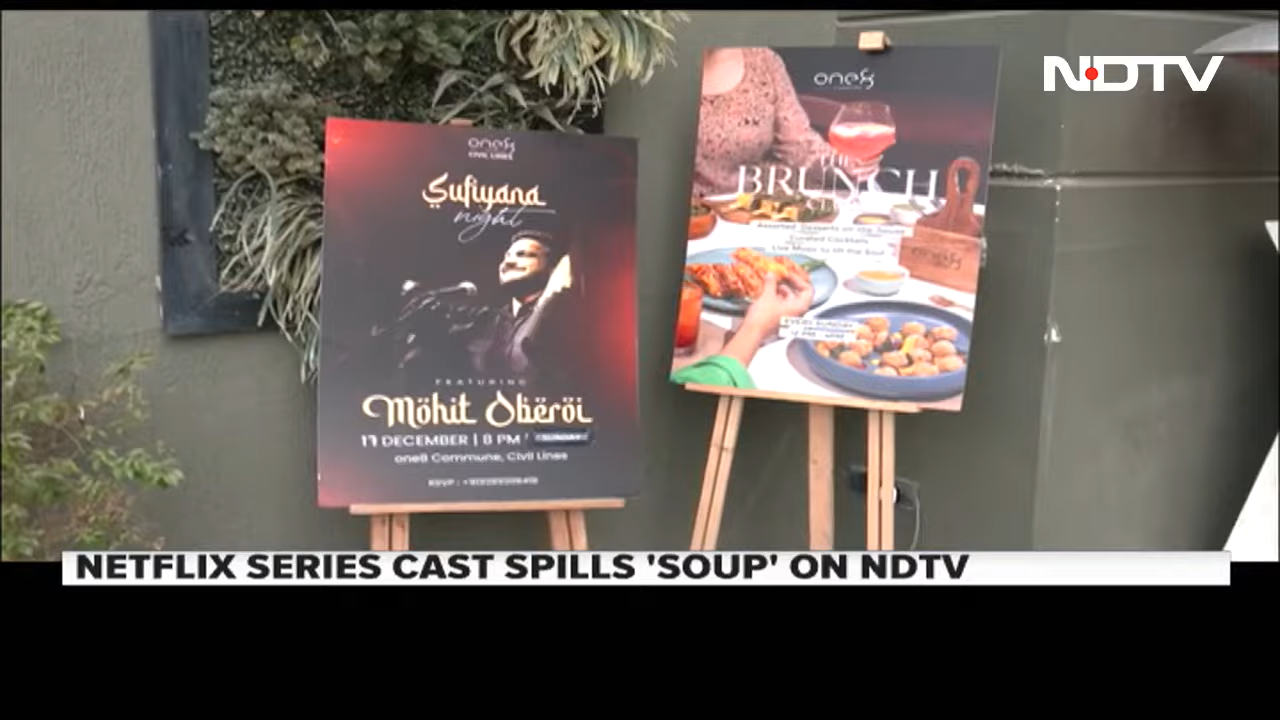 NDTV
one8
CIVIL LINES
Sufiyana
night
FEATURING
Mohit Oberoi
17 DECEMBER | 8 PM | SUNDAY
one8 Commune, Civil Lines
RSVP :
one8
THE
BRUNCH
Assorted Desserts on the house
Curated Cocktails
Live Music to lift the Soul
EVERY SUNDAY
NETFLIX SERIES CAST SPILLS 'SOUP' ON NDTV